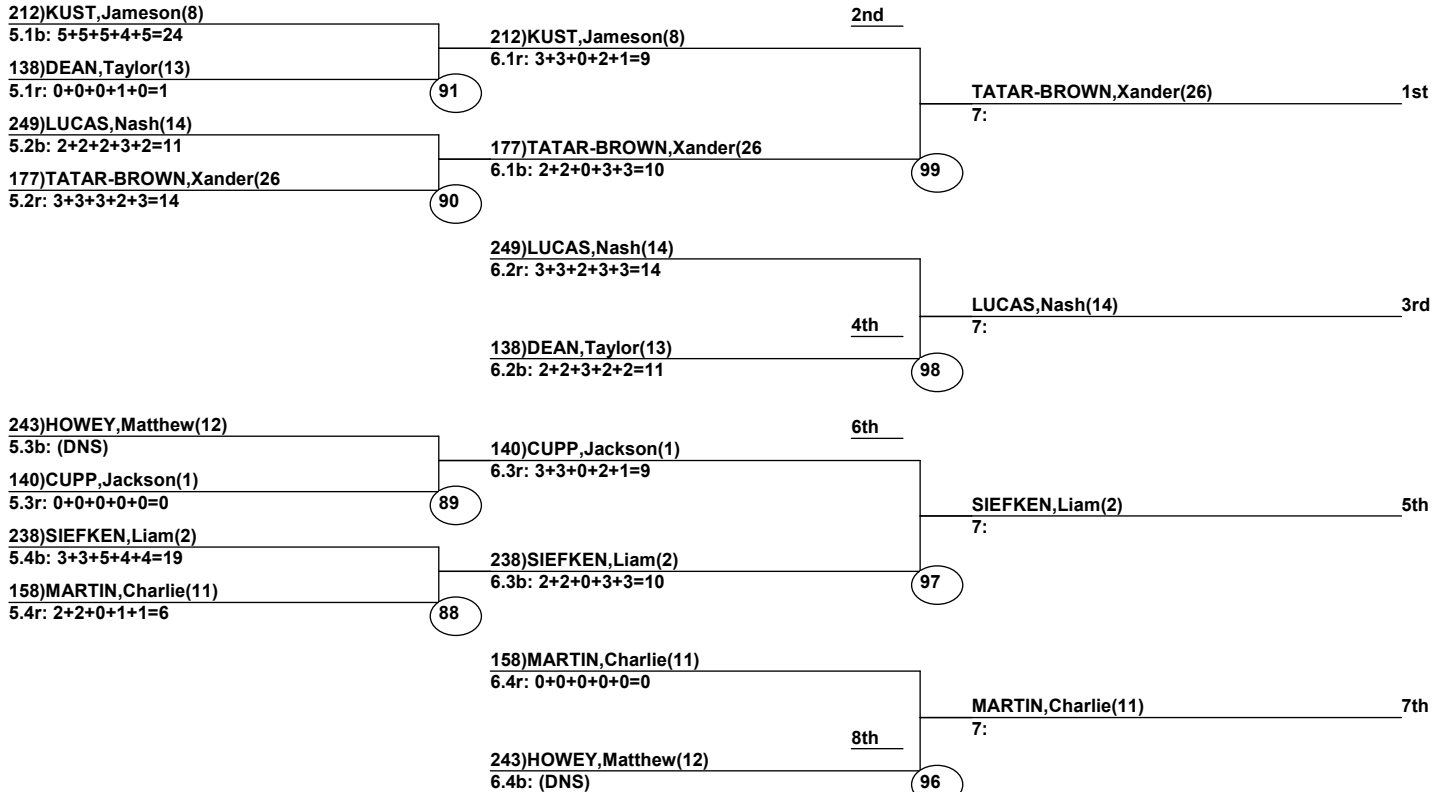 212)KUST,Jameson(8)
5.1b: 5+5+5+4+5=24
138)DEAN,Taylor(13)
5.1r: 0+0+0+1+0=1
91
249)LUCAS,Nash(14)
5.2b: 2+2+2+3+2=11
177)TATAR-BROWN,Xander(26
5.2r: 3+3+3+2+3=14
90
2nd
212)KUST,Jameson(8)
6.1r: 3+3+0+2+1=9
177)TATAR-BROWN,Xander(26
6.1b: 2+2+0+3+3=10
99
TATAR-BROWN,Xander(26) 1st
7:
249)LUCAS,Nash(14)
6.2r: 3+3+2+3+3=14
4th
138)DEAN,Taylor(13)
6.2b: 2+2+3+2+2=11
98
LUCAS,Nash(14) 3rd
7:
243)HOWEY,Matthew(12)
5.3b: (DNS)
140)CUPP,Jackson(1)
5.3r: 0+0+0+0+0=0
89
238)SIEFKEN,Liam(2)
5.4b: 3+3+5+4+4=19
158)MARTIN,Charlie(11)
5.4r: 2+2+0+1+1=6
88
6th
140)CUPP,Jackson(1)
6.3r: 3+3+0+2+1=9
238)SIEFKEN,Liam(2)
6.3b: 2+2+0+3+3=10
97
SIEFKEN,Liam(2) 5th
7:
158)MARTIN,Charlie(11)
6.4r: 0+0+0+0+0=0
8th
243)HOWEY,Matthew(12)
6.4b: (DNS)
96
MARTIN,Charlie(11) 7th
7: